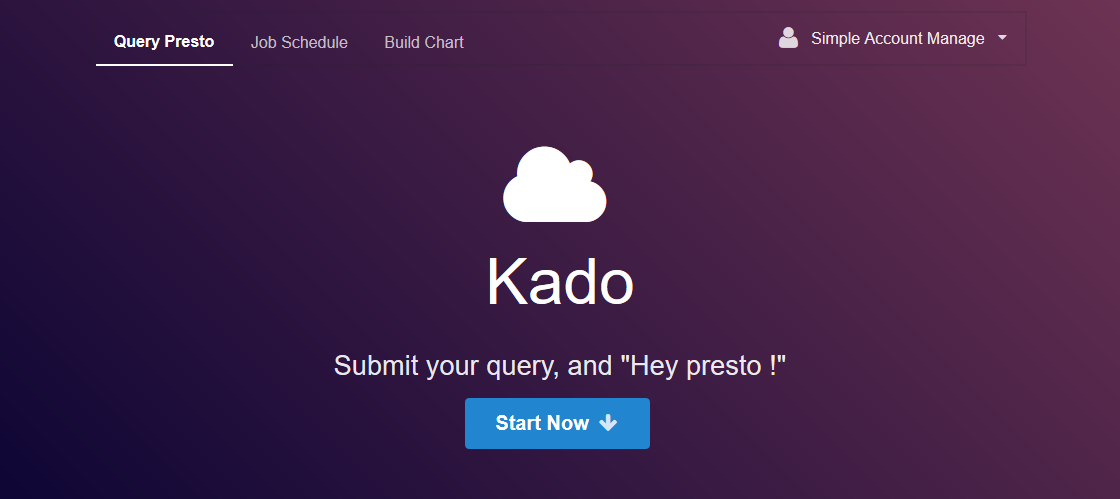 Query Presto
Job Schedule
Build Chart
Simple Account Manage
Kado
Submit your query, and "Hey presto !"
Start Now